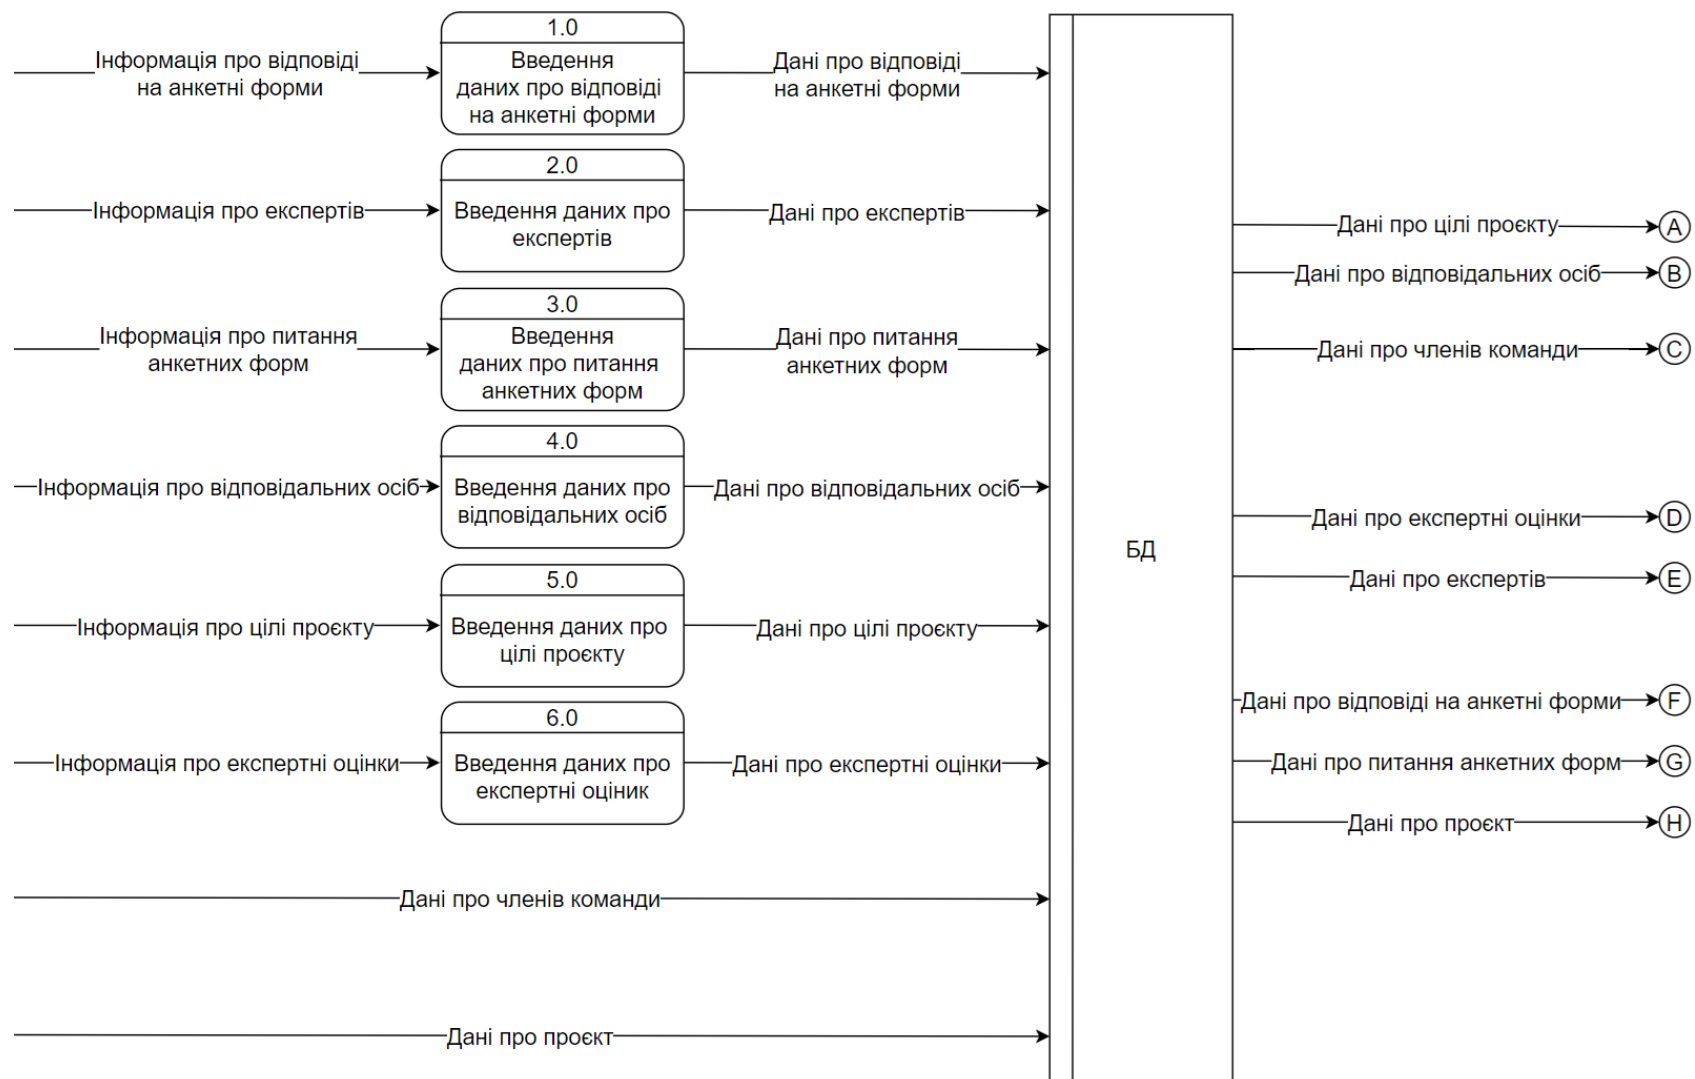 1.0
Інформація про відповіді
на анкетні форми
Введення
даних про відповіді
на анкетні форми
Дані про відповіді
на анкетні форми
2.0
Інформація про експертів
Введення даних про
експертів
Дані про експертів
3.0
Інформація про питання
анкетних форм
Введення
даних про питання
анкетних форм
Дані про питання
анкетних форм
4.0
Інформація про відповідальних осіб
Введення даних про
відповідальних осіб
Дані про відповідальних осіб
5.0
Інформація про цілі проєкту
Введення даних про
цілі проєкту
Дані про цілі проєкту
6.0
Інформація про експертні оцінки
Введення даних про
експертні оціник
Дані про експертні оцінки
Дані про членів команди
Дані про проєкт
БД
Дані про цілі проєкту A
Дані про відповідальних осіб B
Дані про членів команди C
Дані про експертні оцінки D
Дані про експертів E
Дані про відповіді на анкетні форми F
Дані про питання анкетних форм G
Дані про проєкт H